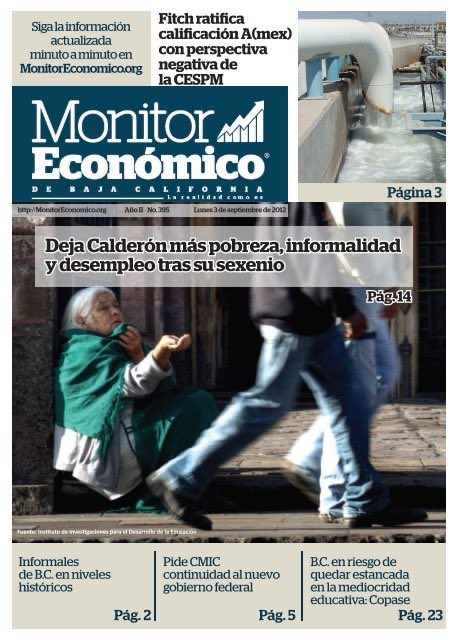 Siga la información
actualizada
minuto a minuto en
MonitorEconomico.org
Fitch ratifica
calificación A(mex)
con perspectiva
negativa de
la CESPM
Página 3
Monitor
Económico®
DE BAJA CALIFORNIA
La realidad como es
http://MonitorEconomico.org Año II No. 395 Lunes 3 de septiembre de 2012
Deja Calderón más pobreza, informalidad
y desempleo tras su sexenio
Pág. 14
Fuente: Instituto de Investigaciones para el Desarrollo de la Educación
Informales
de B.C. en niveles
históricos
Pág. 2
Pide CMIC
continuidad al nuevo
gobierno federal
Pág. 5
B.C. en riesgo de
quedar estancada
en la mediocridad
educativa: Copase
Pág. 23